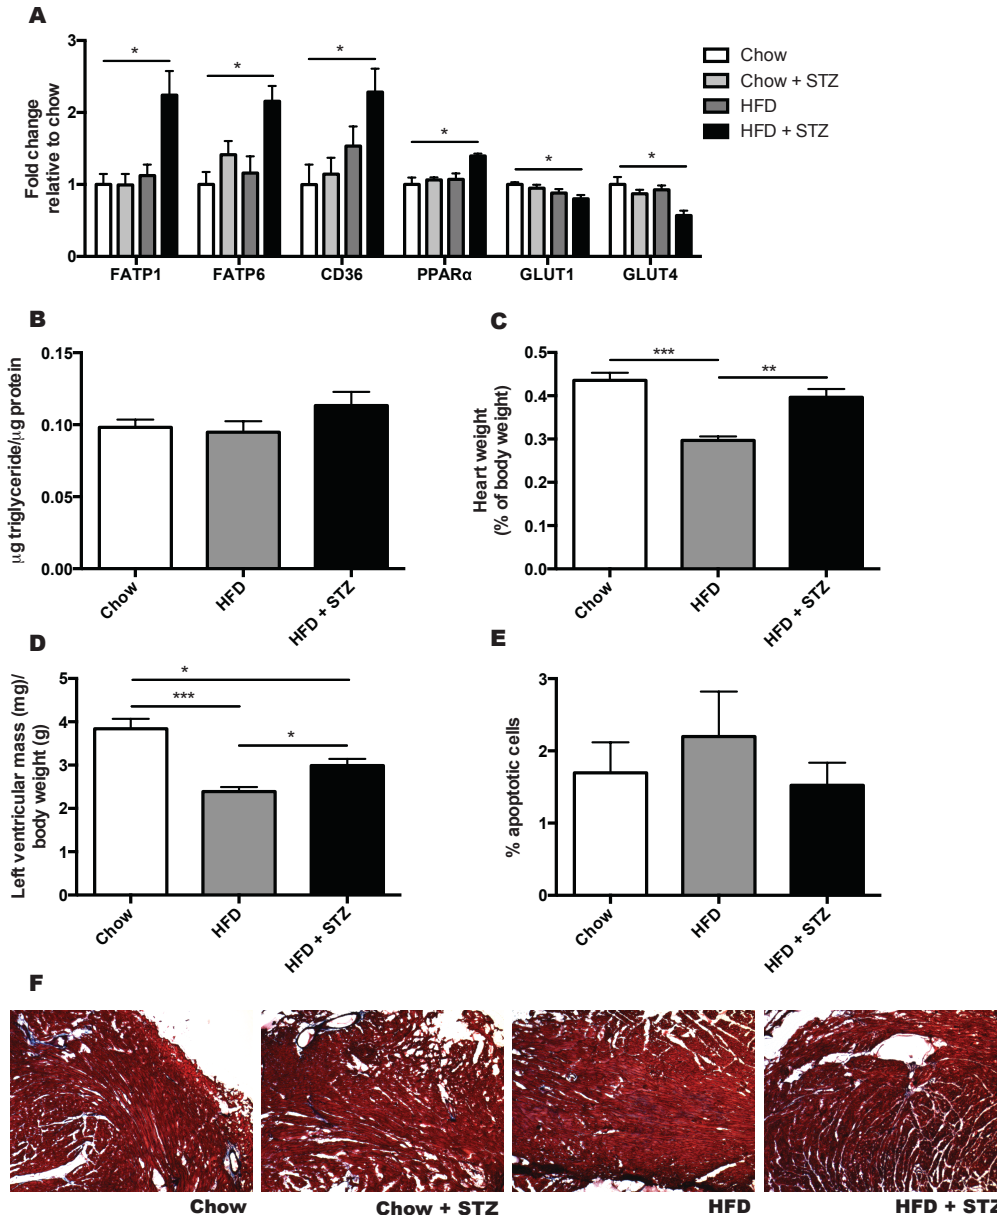 A
3
2
1
0
Fold change
relative to chow
*
*
*
*
*
*
FATP1
FATP6
CD36
PPARα
GLUT1
GLUT4
Chow
Chow + STZ
HFD
HFD + STZ
B
0.15
0.10
0.05
0.00
µg triglyceride/µg protein
Chow
HFD
HFD + STZ
C
0.5
0.4
0.3
0.2
0.1
0.0
Heart weight
(% of body weight)
***
**
Chow
HFD
HFD + STZ
D
5
4
3
2
1
0
Left ventricular mass (mg)/
body weight (g)
*
***
*
Chow
HFD
HFD + STZ
E
3
2
1
0
% apoptotic cells
Chow
HFD
HFD + STZ
F
Chow
Chow + STZ
HFD
HFD + STZ